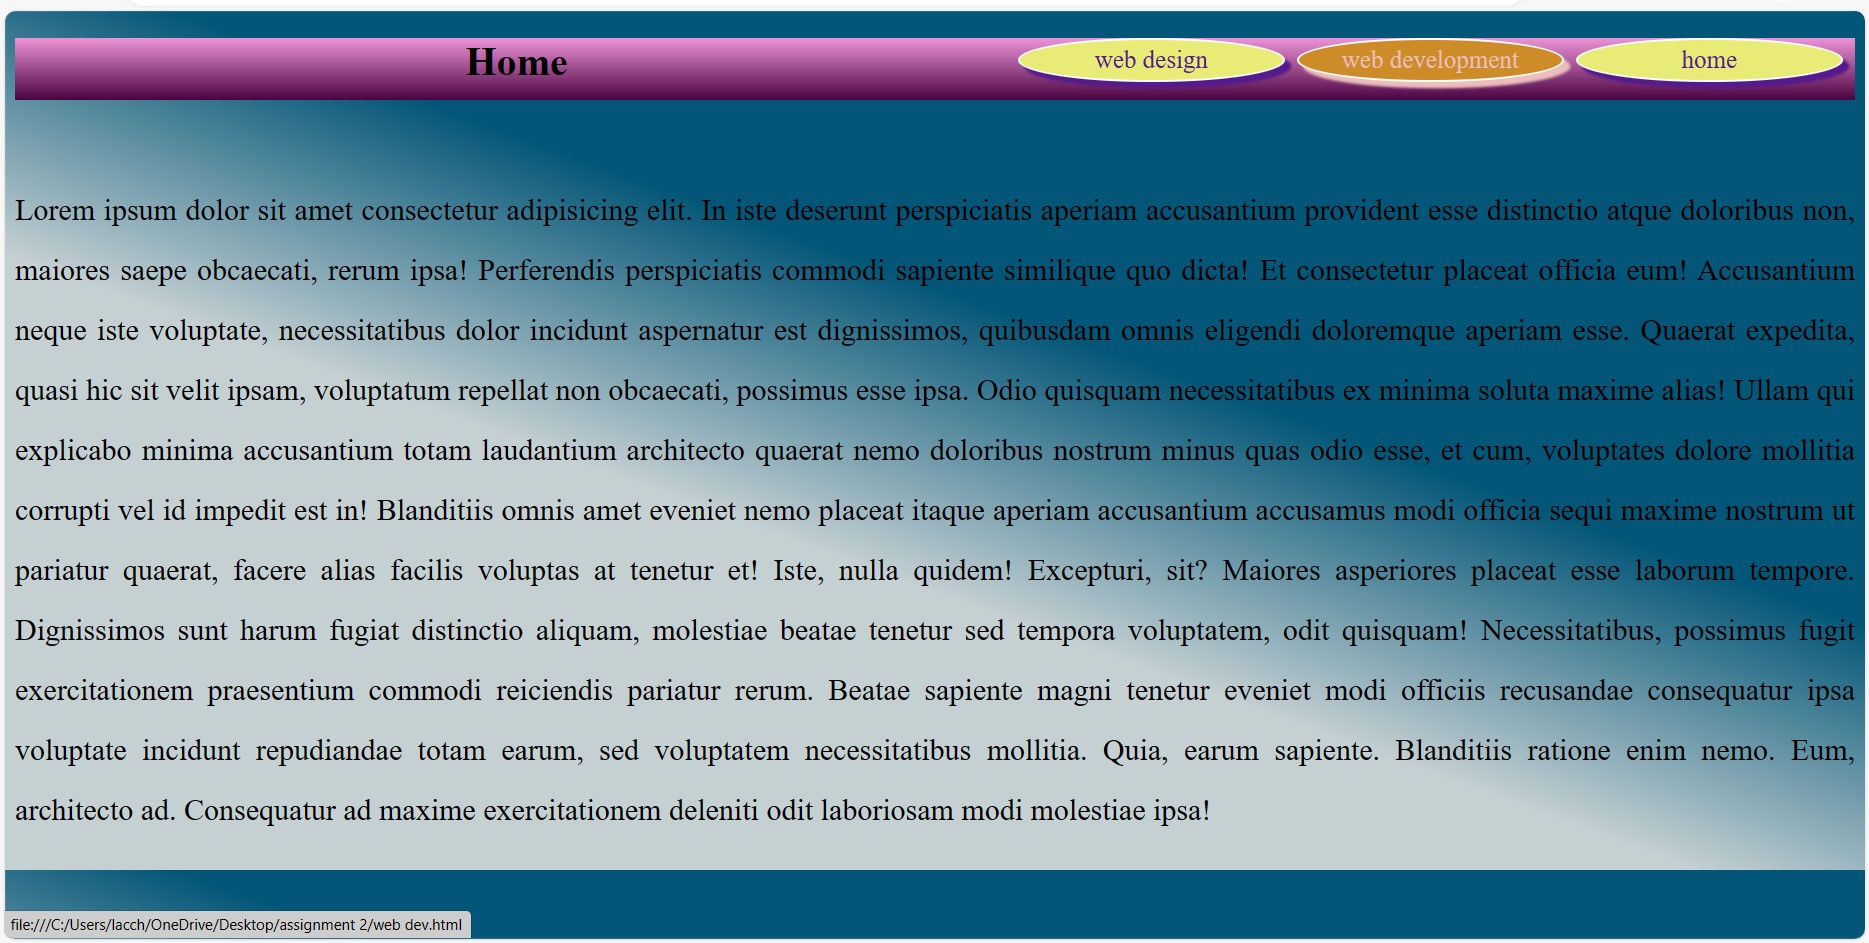 Home
web design
web development
home
Lorem ipsum dolor sit amet consectetur adipisicing elit. In iste deserunt perspiciatis aperiam accusantium provident esse distinctio atque doloribus non,
maiores saepe obcaecati, rerum ipsa! Perferendis perspiciatis commodi sapiente similique quo dicta! Et consectetur placeat officia eum! Accusantium
neque iste voluptate, necessitatibus dolor incidunt aspernatur est dignissimos, quibusdam omnis eligendi doloremque aperiam esse. Quaerat expedita,
quasi hic sit velit ipsam, voluptatum repellat non obcaecati, possimus esse ipsa. Odio quisquam necessitatibus ex minima soluta maxime alias! Ullam qui
explicabo minima accusantium totam laudantium architecto quaerat nemo doloribus nostrum minus quas odio esse, et cum, voluptates dolore mollitia
corrupti vel id impedit est in! Blanditiis omnis amet eveniet nemo placeat itaque aperiam accusantium accusamus modi officia sequi maxime nostrum ut
pariatur quaerat, facere alias facilis voluptas at tenetur et! Iste, nulla quidem! Excepturi, sit? Maiores asperiores placeat esse laborum tempore.
Dignissimos sunt harum fugiat distinctio aliquam, molestiae beatae tenetur sed tempora voluptatem, odit quisquam! Necessitatibus, possimus fugit
exercitationem praesentium commodi reiciendis pariatur rerum. Beatae sapiente magni tenetur eveniet modi officiis recusandae consequatur ipsa
voluptate incidunt repudiandae totam earum, sed voluptatem necessitatibus mollitia. Quia, earum sapiente. Blanditiis ratione enim nemo. Eum,
architecto ad. Consequatur ad maxime exercitationem deleniti odit laboriosam modi molestiae ipsa!
file:///C:/Users/lacch/OneDrive/Desktop/assignment 2/web dev.html